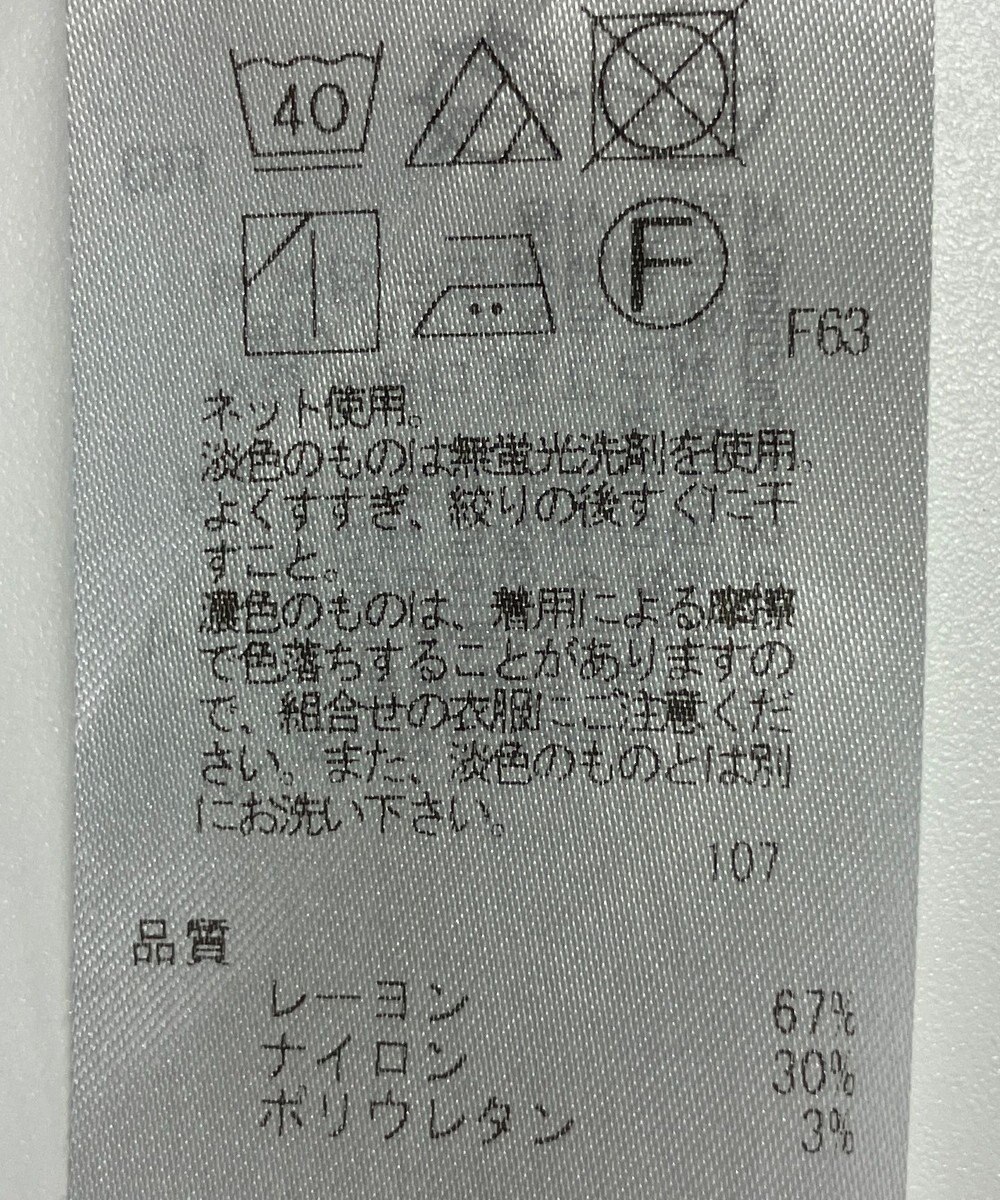 40
F
F63
ネット使用。
淡色のものは無蛍光洗剤を使用。
よくすすぎ、絞りの後すぐに干
すこと。
濃色のものは、着用による摩擦
で色落ちすることがありますの
で、組合せの衣服にご注意くだ
さい。また、淡色のものとは別
にお洗い下さい。
107
品質
レーヨン 67%
ナイロン 30%
ポリウレタン 3%